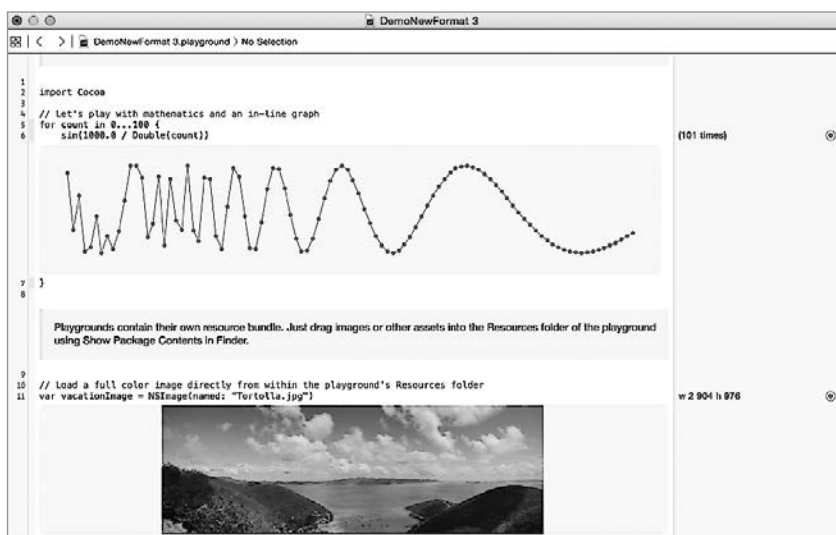 DemoNewFormat 3
DemoNewFormat 3.playground ⟩ No Selection
1
2 import Cocoa
3
4 // Let's play with mathematics and an in-line graph
5 for count in 0...100 {
6 sin(1000.0 / Double(count)) (101 times)
7 }
8
Playgrounds contain their own resource bundle. Just drag images or other assets into the Resources folder of the playground
using Show Package Contents in Finder.
9
10 // Load a full color image directly from within the playground's Resources folder
11 var vacationImage = NSImage(named: "Tortolla.jpg") w 2 904 h 976